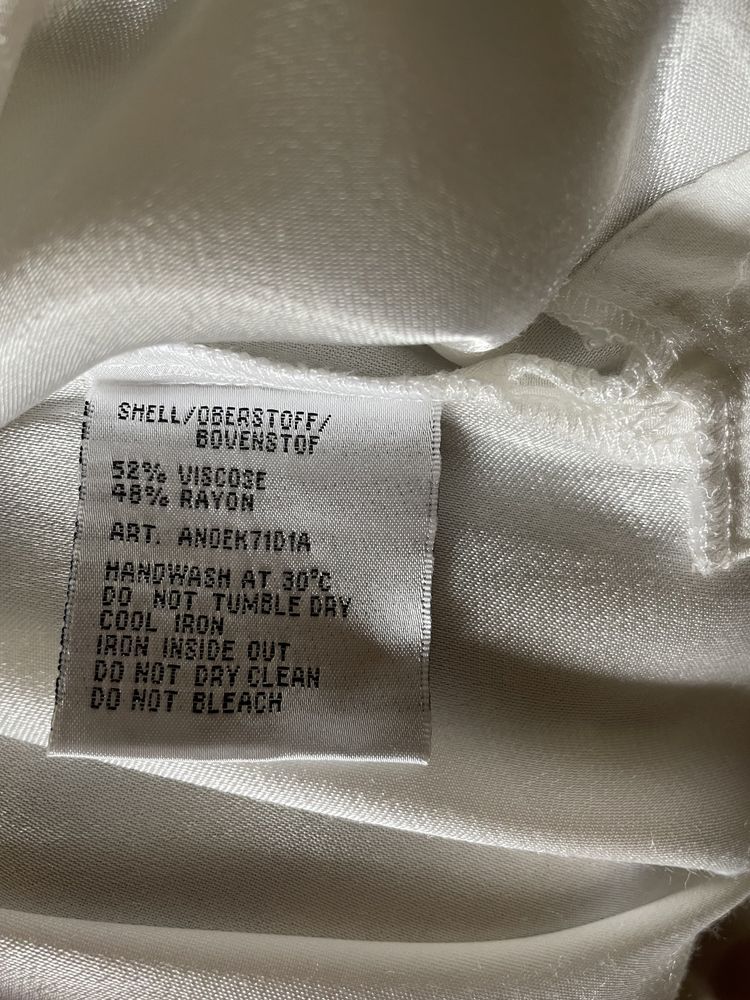 SHELL/OBERSTOFF/
BOVENSTOF
52% VISCOSE
48% RAYON
ART. ANDEK71D1A
HANDWASH AT 30°C
DO NOT TUMBLE DRY
COOL IRON
IRON INSIDE OUT
DO NOT DRY CLEAN
DO NOT BLEACH